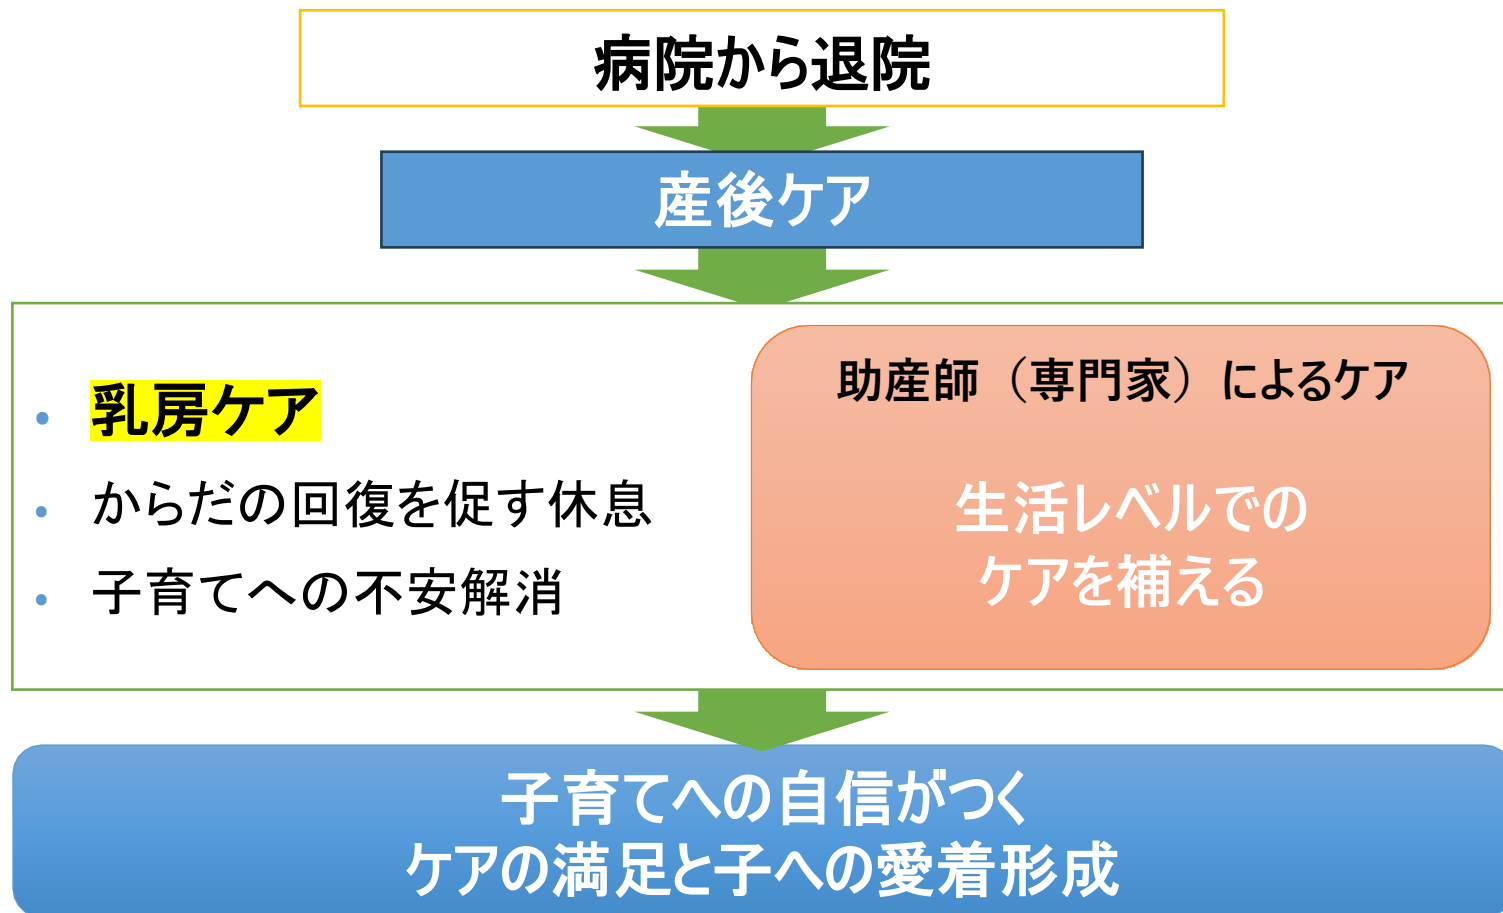 病院から退院
産後ケア
• 乳房ケア
• からだの回復を促す休息
• 子育てへの不安解消
助産師（専門家）によるケア
生活レベルでの
ケアを補える
子育てへの自信がつく
ケアの満足と子への愛着形成